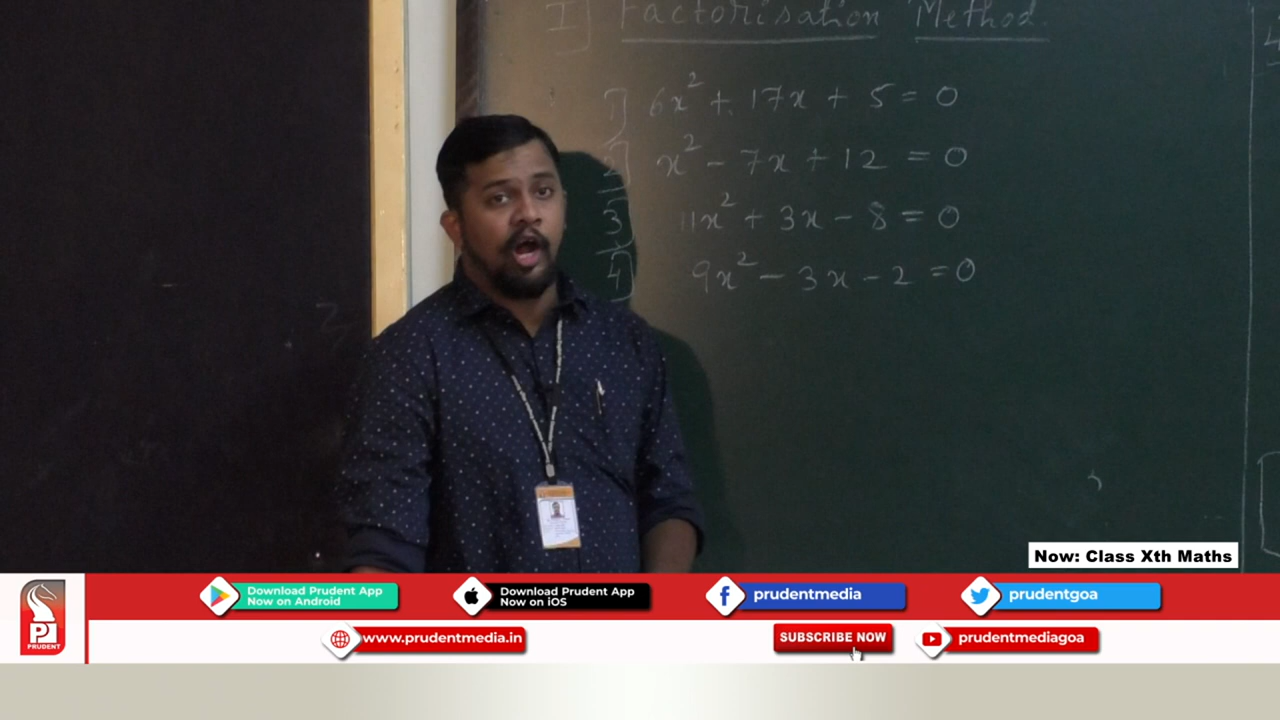 I] Factorisation Method.
1] 6x² + 17x + 5 = 0
2] x² - 7x + 12 = 0
3] 11x² + 3x - 8 = 0
4] 9x² - 3x - 2 = 0
Now: Class Xth Maths
Download Prudent App
Now on Android
Download Prudent App
Now on iOS
prudentmedia
prudentgoa
PRUDENT
www.prudentmedia.in
SUBSCRIBE NOW
prudentmediagoa